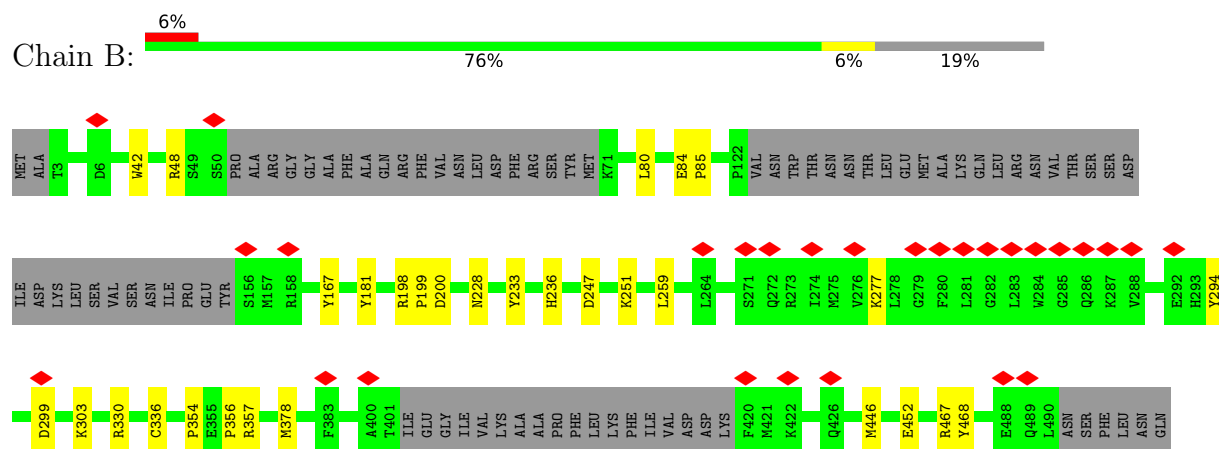 6%
Chain B:
76% 6% 19%
MET ALA T3 D6 W42 R48 S49 S50 PRO ALA ARG GLY GLY ALA PHE ALA GLN ARG PHE VAL ASN LEU ASP PHE ARG SER TYR MET K71 L80 E84 P85 P122 VAL ASN TRP THR ASN ASN THR LEU GLU MET ALA LYS GLN LEU ARG ASN VAL THR SER SER ASP
ILE ASP LYS LEU SER VAL SER ASN ILE PRO GLU TYR S156 M157 R158 Y167 Y181 R198 P199 D200 N228 Y233 H236 D247 K251 L259 L264 S271 Q272 R273 I274 M275 V276 K277 L278 G279 F280 L281 G282 L283 W284 G285 Q286 K287 V288 E292 H293 Y294
D299 K303 R330 C336 P354 E355 P356 R357 M378 F383 A400 T401 ILE GLU GLY ILE VAL LYS ALA ALA PRO PHE LEU LYS PHE ILE VAL ASP ASP LYS F420 M421 K422 Q426 M446 E452 R467 Y468 E488 Q489 L490 ASN SER PHE LEU ASN GLN